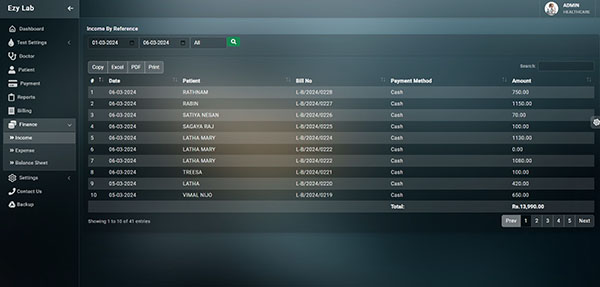 Ezy Lab
ADMIN
HEALTHCARE
Dashboard
Test Settings
Doctor
Patient
Payment
Reports
Billing
Finance
» Income
» Expense
» Balance Sheet
Settings
Contact Us
Backup
Income By Reference
01-03-2024 06-03-2024 All
Copy Excel PDF Print
Search:
# Date Patient Bill No Payment Method Amount
1 06-03-2024 RATHNAM L-B/2024/0228 Cash 750.00
2 06-03-2024 RABIN L-B/2024/0227 Cash 1150.00
3 06-03-2024 SATIYA NESAN L-B/2024/0226 Cash 70.00
4 06-03-2024 SAGAYA RAJ L-B/2024/0225 Cash 100.00
5 06-03-2024 LATHA MARY L-B/2024/0224 Cash 1130.00
6 06-03-2024 LATHA MARY L-B/2024/0222 Cash 0.00
7 06-03-2024 LATHA MARY L-B/2024/0222 Cash 1080.00
8 06-03-2024 TREESA L-B/2024/0221 Cash 100.00
9 05-03-2024 LATHA L-B/2024/0220 Cash 420.00
10 05-03-2024 VIMAL NIJO L-B/2024/0219 Cash 650.00
Total: Rs.13,990.00
Showing 1 to 10 of 41 entries
Prev 1 2 3 4 5 Next